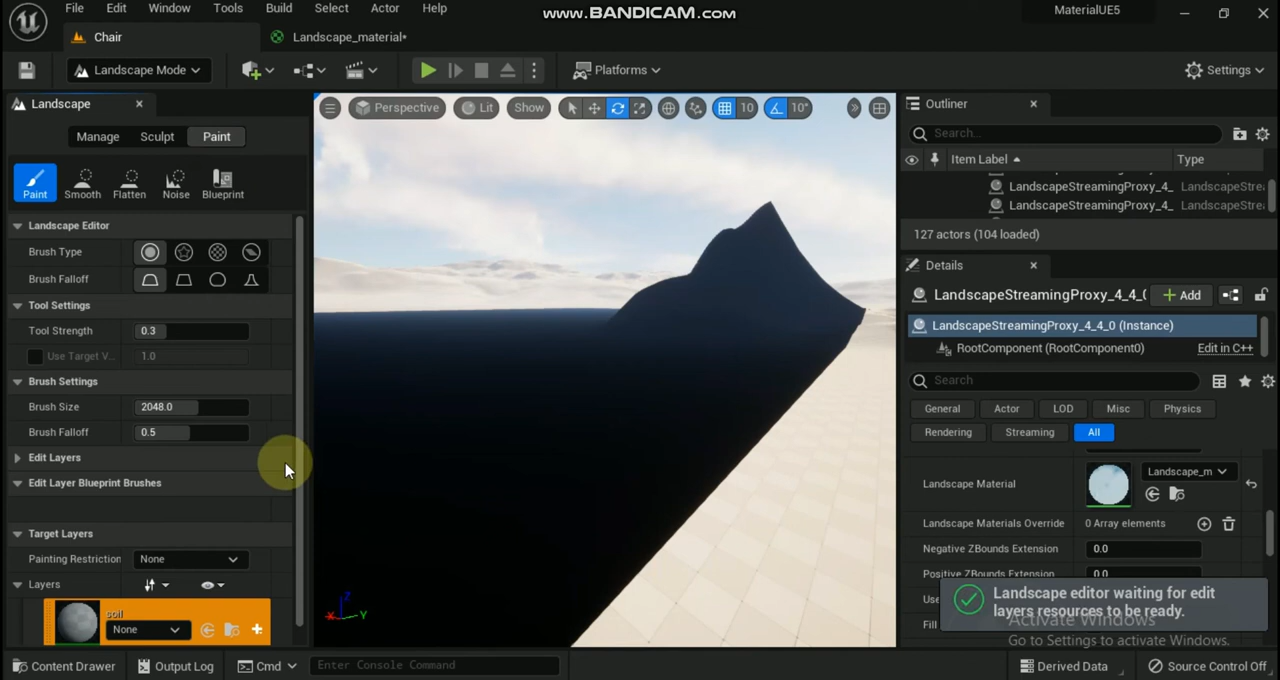 File Edit Window Tools Build Select Actor Help
www.BANDICAM.com
MaterialUE5
Chair
Landscape_material*
Landscape Mode
Platforms
Settings
Landscape
Manage Sculpt Paint
Paint Smooth Flatten Noise Blueprint
Landscape Editor
Brush Type
Brush Falloff
Tool Settings
Tool Strength 0.3
Use Target V... 1.0
Brush Settings
Brush Size 2048.0
Brush Falloff 0.5
Edit Layers
Edit Layer Blueprint Brushes
Target Layers
Painting Restriction None
Layers
soil
None
Perspective Lit Show 10 10°
X Y Z
Outliner
Search...
Item Label Type
LandscapeStreamingProxy_4_ LandscapeStrea
LandscapeStreamingProxy_4_ LandscapeStrea
127 actors (104 loaded)
Details
LandscapeStreamingProxy_4_4_0 Add
LandscapeStreamingProxy_4_4_0 (Instance)
RootComponent (RootComponent0) Edit in C++
Search
General Actor LOD Misc Physics
Rendering Streaming All
Landscape Material Landscape_m
Landscape Materials Override 0 Array elements
Negative ZBounds Extension 0.0
Positive ZBounds Extension 0.0
Use
Fill
Landscape editor waiting for edit
layers resources to be ready.
Activate Windows
Go to Settings to activate Windows.
Content Drawer Output Log Cmd Enter Console Command Derived Data Source Control Off